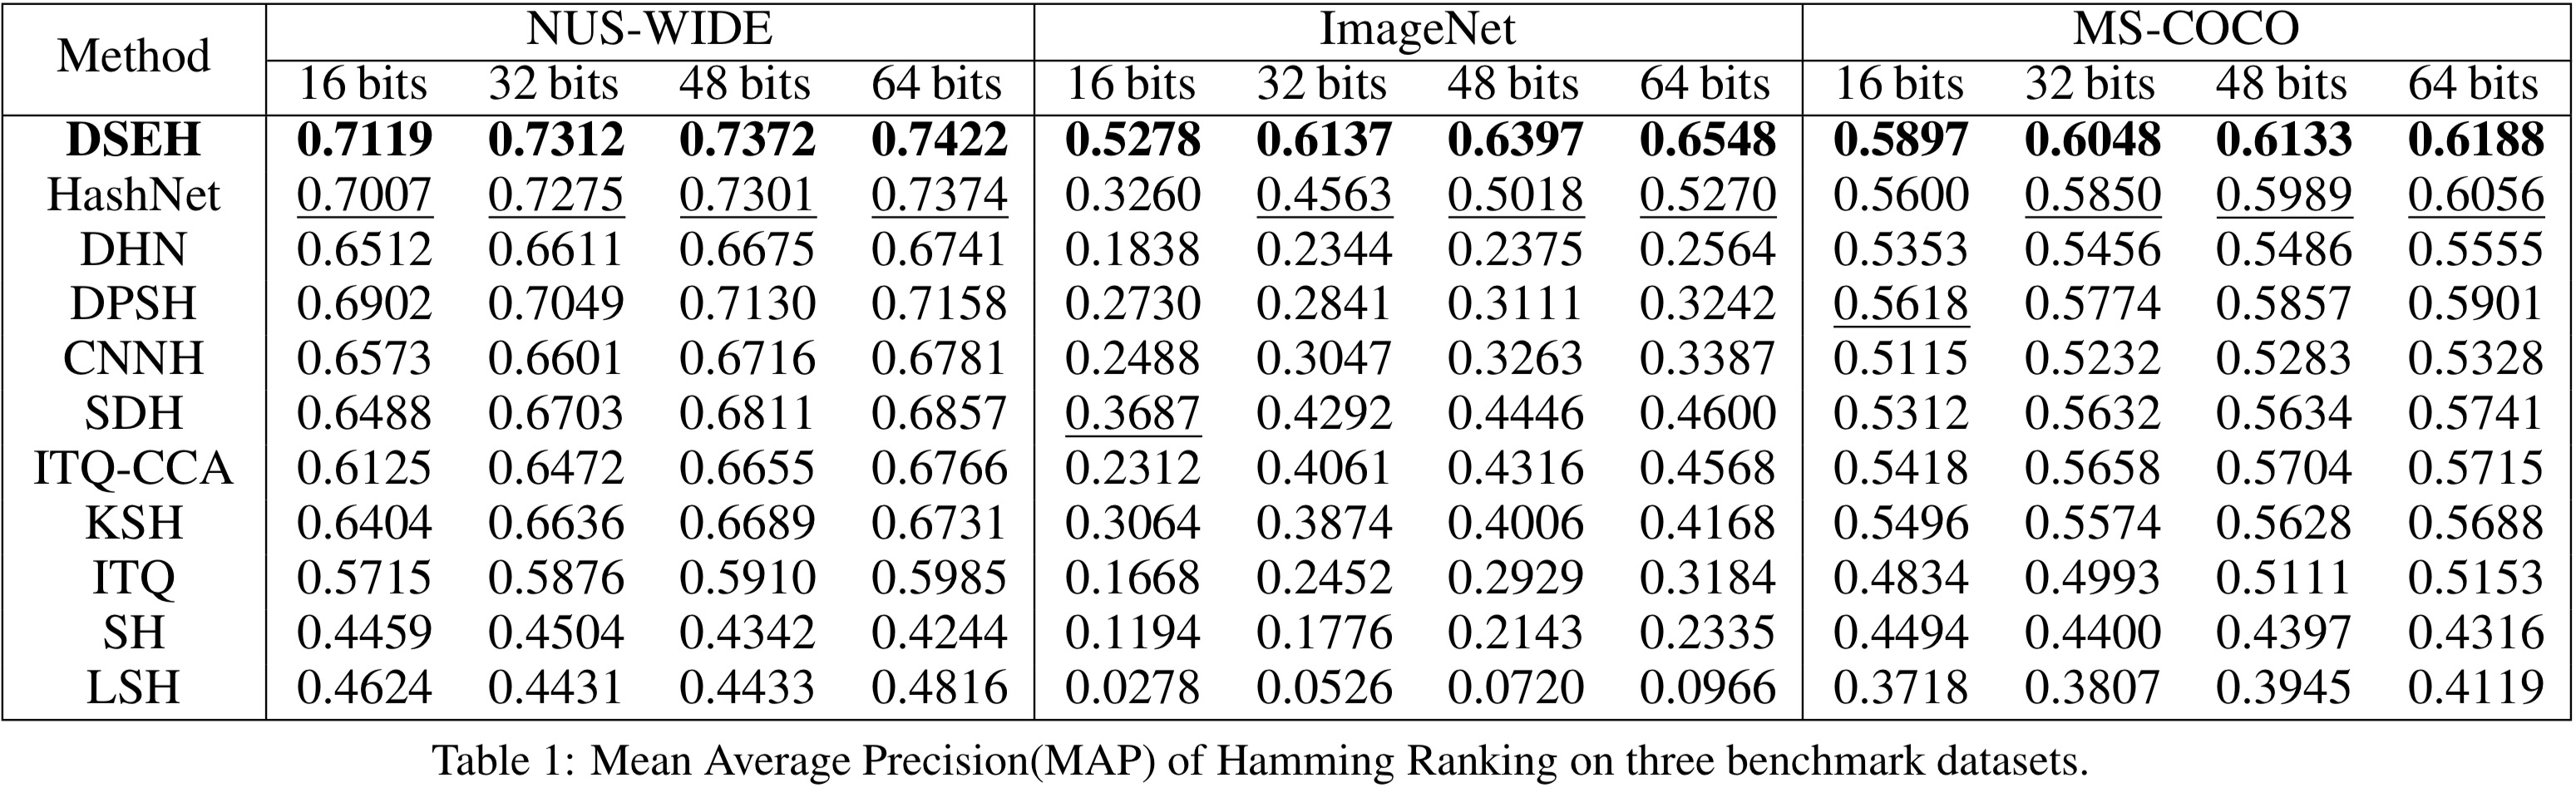 Method NUS-WIDE ImageNet MS-COCO
16 bits 32 bits 48 bits 64 bits 16 bits 32 bits 48 bits 64 bits 16 bits 32 bits 48 bits 64 bits
DSEH 0.7119 0.7312 0.7372 0.7422 0.5278 0.6137 0.6397 0.6548 0.5897 0.6048 0.6133 0.6188
HashNet 0.7007 0.7275 0.7301 0.7374 0.3260 0.4563 0.5018 0.5270 0.5600 0.5850 0.5989 0.6056
DHN 0.6512 0.6611 0.6675 0.6741 0.1838 0.2344 0.2375 0.2564 0.5353 0.5456 0.5486 0.5555
DPSH 0.6902 0.7049 0.7130 0.7158 0.2730 0.2841 0.3111 0.3242 0.5618 0.5774 0.5857 0.5901
CNNH 0.6573 0.6601 0.6716 0.6781 0.2488 0.3047 0.3263 0.3387 0.5115 0.5232 0.5283 0.5328
SDH 0.6488 0.6703 0.6811 0.6857 0.3687 0.4292 0.4446 0.4600 0.5312 0.5632 0.5634 0.5741
ITQ-CCA 0.6125 0.6472 0.6655 0.6766 0.2312 0.4061 0.4316 0.4568 0.5418 0.5658 0.5704 0.5715
KSH 0.6404 0.6636 0.6689 0.6731 0.3064 0.3874 0.4006 0.4168 0.5496 0.5574 0.5628 0.5688
ITQ 0.5715 0.5876 0.5910 0.5985 0.1668 0.2452 0.2929 0.3184 0.4834 0.4993 0.5111 0.5153
SH 0.4459 0.4504 0.4342 0.4244 0.1194 0.1776 0.2143 0.2335 0.4494 0.4400 0.4397 0.4316
LSH 0.4624 0.4431 0.4433 0.4816 0.0278 0.0526 0.0720 0.0966 0.3718 0.3807 0.3945 0.4119
Table 1: Mean Average Precision(MAP) of Hamming Ranking on three benchmark datasets.